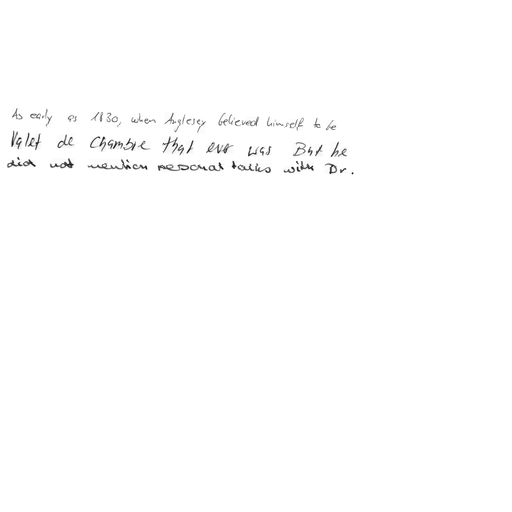 As early as 1830, when Anglesey believed himself to be
Valet de Chambre that ever was But he
did not mention personal talks with Dr.